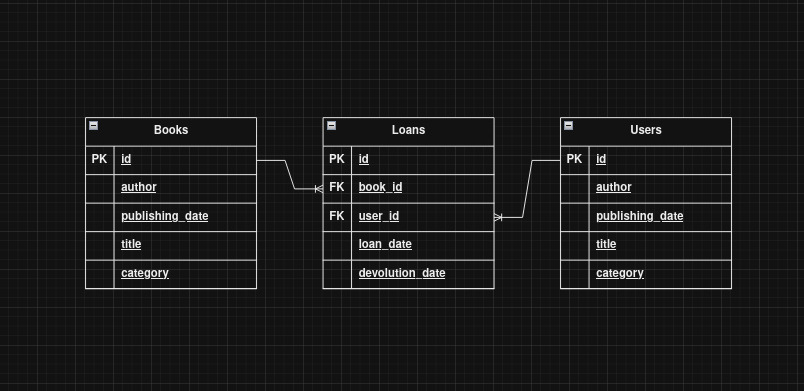 Books
PK id
author
publishing_date
title
category
Loans
PK id
FK book_id
FK user_id
loan_date
devolution_date
Users
PK id
author
publishing_date
title
category